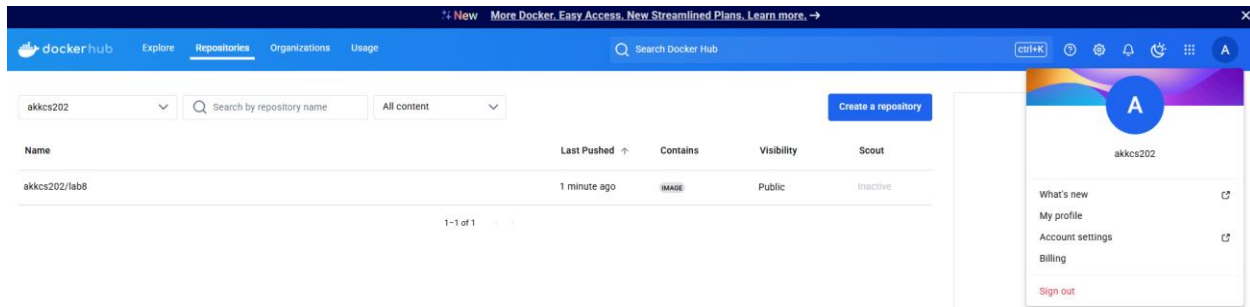 New More Docker. Easy Access. New Streamlined Plans. Learn more. →
dockerhub Explore Repositories Organizations Usage Search Docker Hub ctrl+K A
akkcs202 Search by repository name All content Create a repository
A
akkcs202
Name Last Pushed ↑ Contains Visibility Scout
akkcs202/lab8 1 minute ago IMAGE Public Inactive
1–1 of 1
What's new
My profile
Account settings
Billing
Sign out